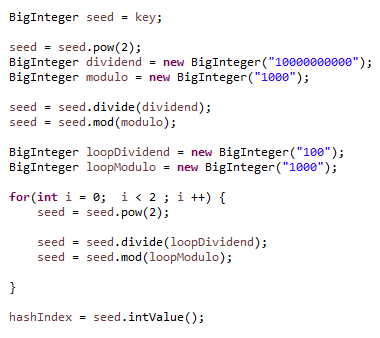 BigInteger seed = key;
seed = seed.pow(2);
BigInteger dividend = new BigInteger("10000000000");
BigInteger modulo = new BigInteger("1000");
seed = seed.divide(dividend);
seed = seed.mod(modulo);
BigInteger loopDividend = new BigInteger("100");
BigInteger loopModulo = new BigInteger("1000");
for(int i = 0;  i < 2 ; i ++) {
seed = seed.pow(2);
seed = seed.divide(loopDividend);
seed = seed.mod(loopModulo);
}
hashIndex = seed.intValue();